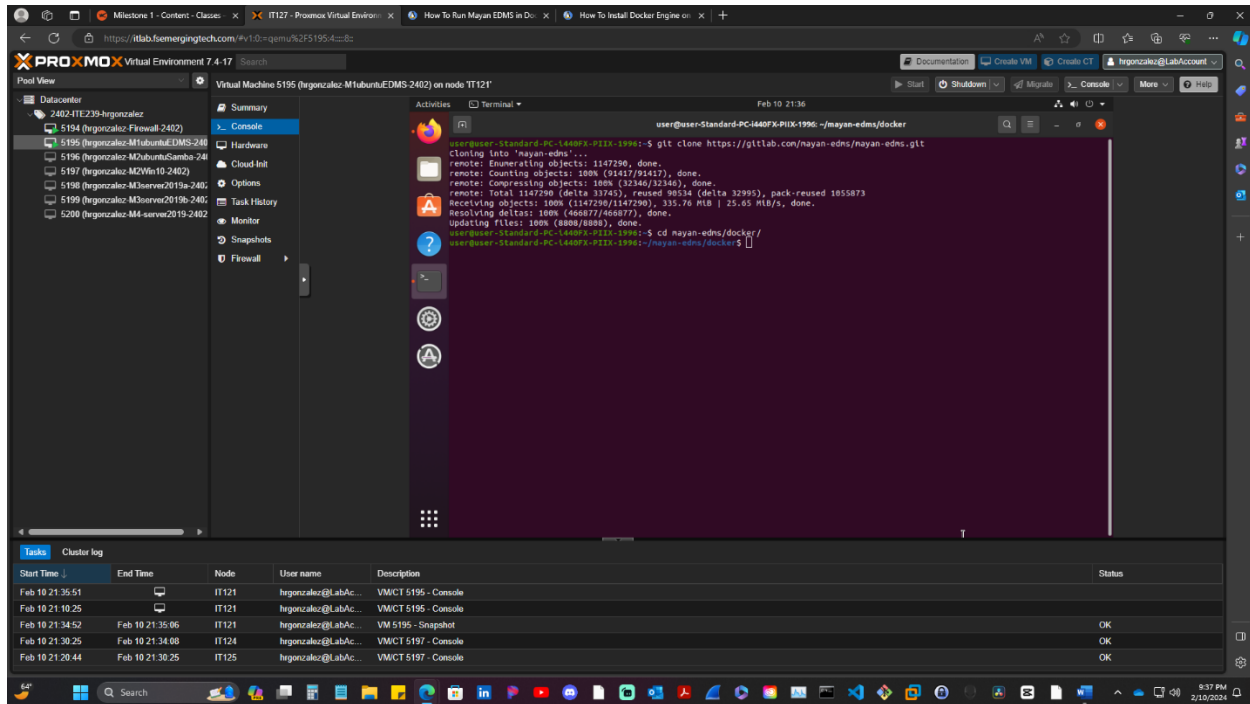 Milestone 1 - Content - Classes
IT127 - Proxmox Virtual Environ
How To Run Mayan EDMS in Doc
How To Install Docker Engine on
https://itlab.fsemergingtech.com/#v1:0:=qemu%2F5195:4:::::8::
PROXMOX Virtual Environment 7.4-17 Search
Documentation Create VM Create CT hrgonzalez@LabAccount
Pool View
Virtual Machine 5195 (hrgonzalez-M1ubuntuEDMS-2402) on node 'IT121'
Start Shutdown Migrate Console More Help
Datacenter
2402-ITE239-hrgonzalez
5194 (hrgonzalez-Firewall-2402)
5195 (hrgonzalez-M1ubuntuEDMS-240
5196 (hrgonzalez-M2ubuntuSamba-240
5197 (hrgonzalez-M2Win10-2402)
5198 (hrgonzalez-M3server2019a-2402
5199 (hrgonzalez-M3server2019b-2402
5200 (hrgonzalez-M4-server2019-2402
Summary
Console
Hardware
Cloud-Init
Options
Task History
Monitor
Snapshots
Firewall
Activities Terminal Feb 10 21:36
user@user-Standard-PC-i440FX-PIIX-1996: ~/mayan-edms/docker
user@user-Standard-PC-i440FX-PIIX-1996:~$ git clone https://gitlab.com/mayan-edms/mayan-edms.git
Cloning into 'mayan-edms'...
remote: Enumerating objects: 1147290, done.
remote: Counting objects: 100% (91417/91417), done.
remote: Compressing objects: 100% (32346/32346), done.
remote: Total 1147290 (delta 33745), reused 90534 (delta 32995), pack-reused 1055873
Receiving objects: 100% (1147290/1147290), 335.76 MiB | 25.65 MiB/s, done.
Resolving deltas: 100% (466877/466877), done.
Updating files: 100% (8808/8808), done.
user@user-Standard-PC-i440FX-PIIX-1996:~$ cd mayan-edms/docker/
user@user-Standard-PC-i440FX-PIIX-1996:~/mayan-edms/docker$
Tasks Cluster log
Start Time End Time Node User name Description Status
Feb 10 21:35:51 IT121 hrgonzalez@LabAc... VM/CT 5195 - Console
Feb 10 21:10:25 IT121 hrgonzalez@LabAc... VM/CT 5195 - Console
Feb 10 21:34:52 Feb 10 21:35:06 IT121 hrgonzalez@LabAc... VM 5195 - Snapshot OK
Feb 10 21:30:25 Feb 10 21:34:08 IT124 hrgonzalez@LabAc... VM/CT 5197 - Console OK
Feb 10 21:20:44 Feb 10 21:30:25 IT125 hrgonzalez@LabAc... VM/CT 5197 - Console OK
64°
Search
9:37 PM
2/10/2024